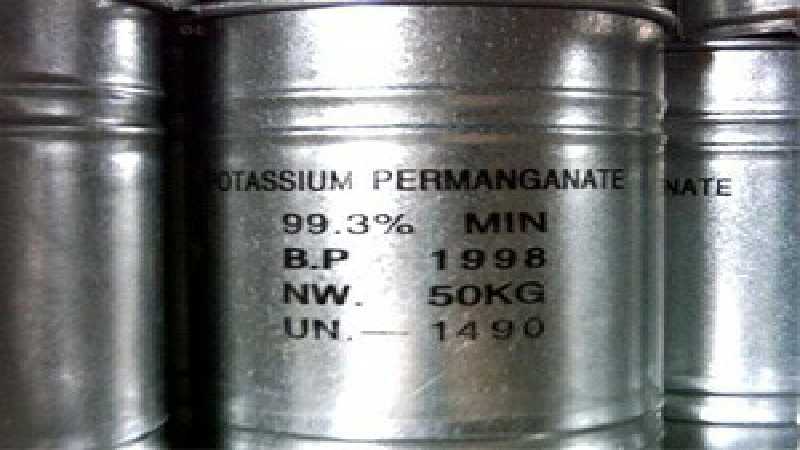 POTASSIUM PERMANGANATE
99.3% MIN
B.P 1998
NW. 50KG
UN.— 1490
NATE